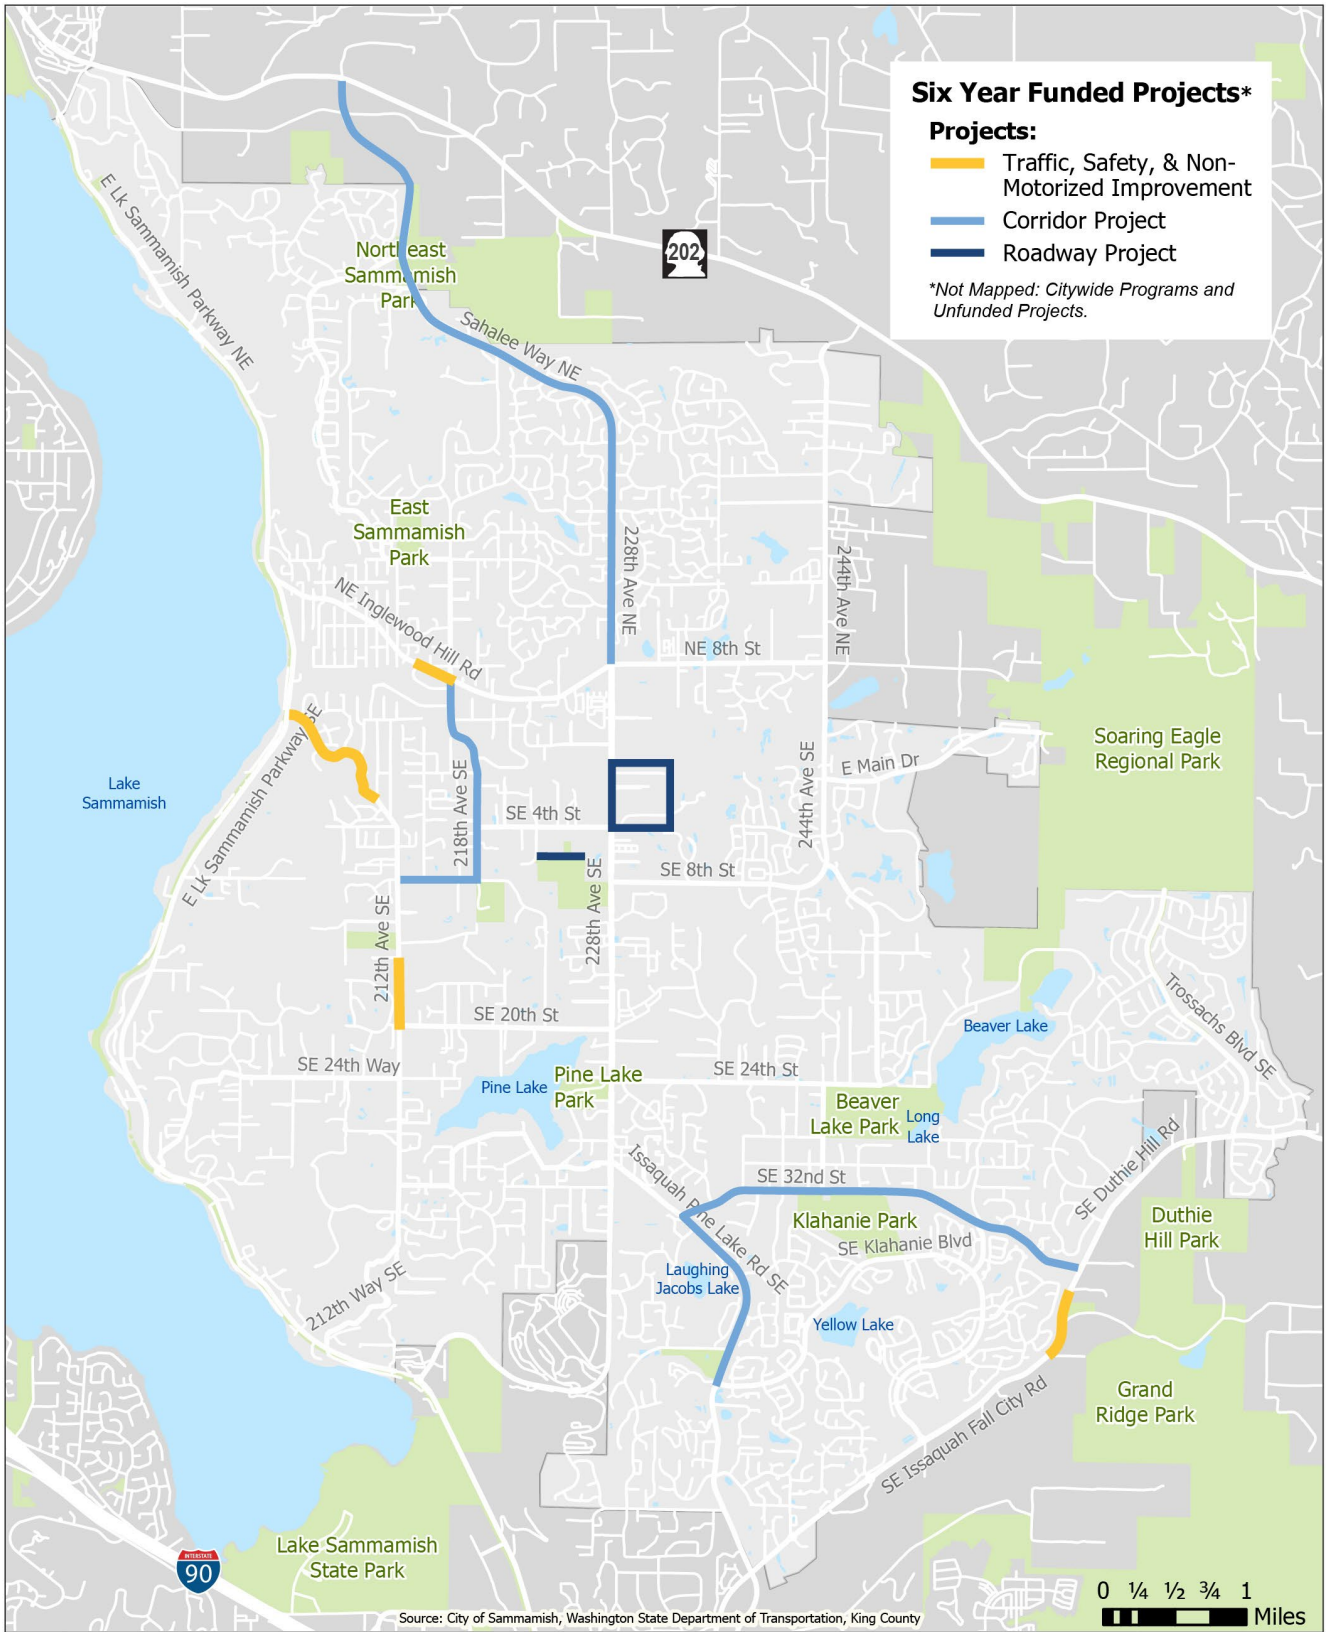 Six Year Funded Projects*
Projects:
Traffic, Safety, & Non-
Motorized Improvement
Corridor Project
Roadway Project
*Not Mapped: Citywide Programs and
Unfunded Projects.
202
E Lk Sammamish Parkway NE
Northeast
Sammamish
Park
Sahalee Way NE
East
Sammamish
Park
228th Ave NE
244th Ave NE
NE Inglewood Hill Rd
NE 8th St
E Lk Sammamish Parkway SE
Soaring Eagle
Regional Park
Lake
Sammamish
218th Ave SE
SE 4th St
244th Ave SE
E Main Dr
228th Ave SE
SE 8th St
212th Ave SE
SE 20th St
Beaver Lake
Trossachs Blvd SE
SE 24th Way
Pine Lake
Pine Lake
Park
SE 24th St
Beaver
Lake Park
Long
Lake
Issaquah Pine Lake Rd SE
SE 32nd St
SE Duthie Hill Rd
Klahanie Park
SE Klahanie Blvd
Duthie
Hill Park
212th Way SE
Laughing
Jacobs Lake
Yellow Lake
SE Issaquah Fall City Rd
Grand
Ridge Park
Lake Sammamish
State Park
INTERSTATE
90
0 ¼ ½ ¾ 1
Miles
Source: City of Sammamish, Washington State Department of Transportation, King County